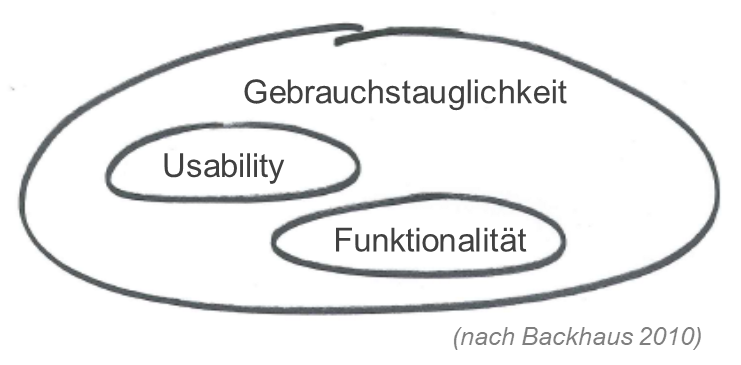 Gebrauchstauglichkeit
Usability
Funktionalität
(nach Backhaus 2010)